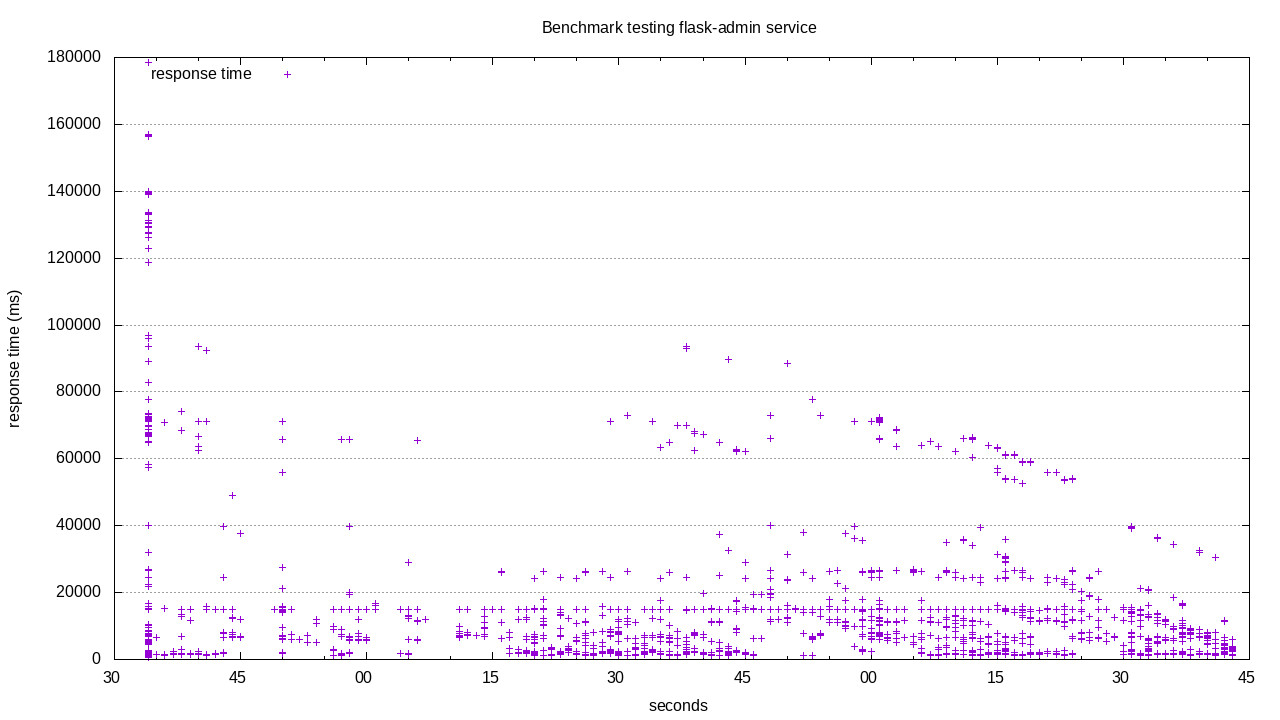 Benchmark testing flask-admin service
180000
response time
160000
140000
120000
100000
80000
60000
40000
20000
0
response time (ms)
30 45 00 15 30 45 00 15 30 45
seconds